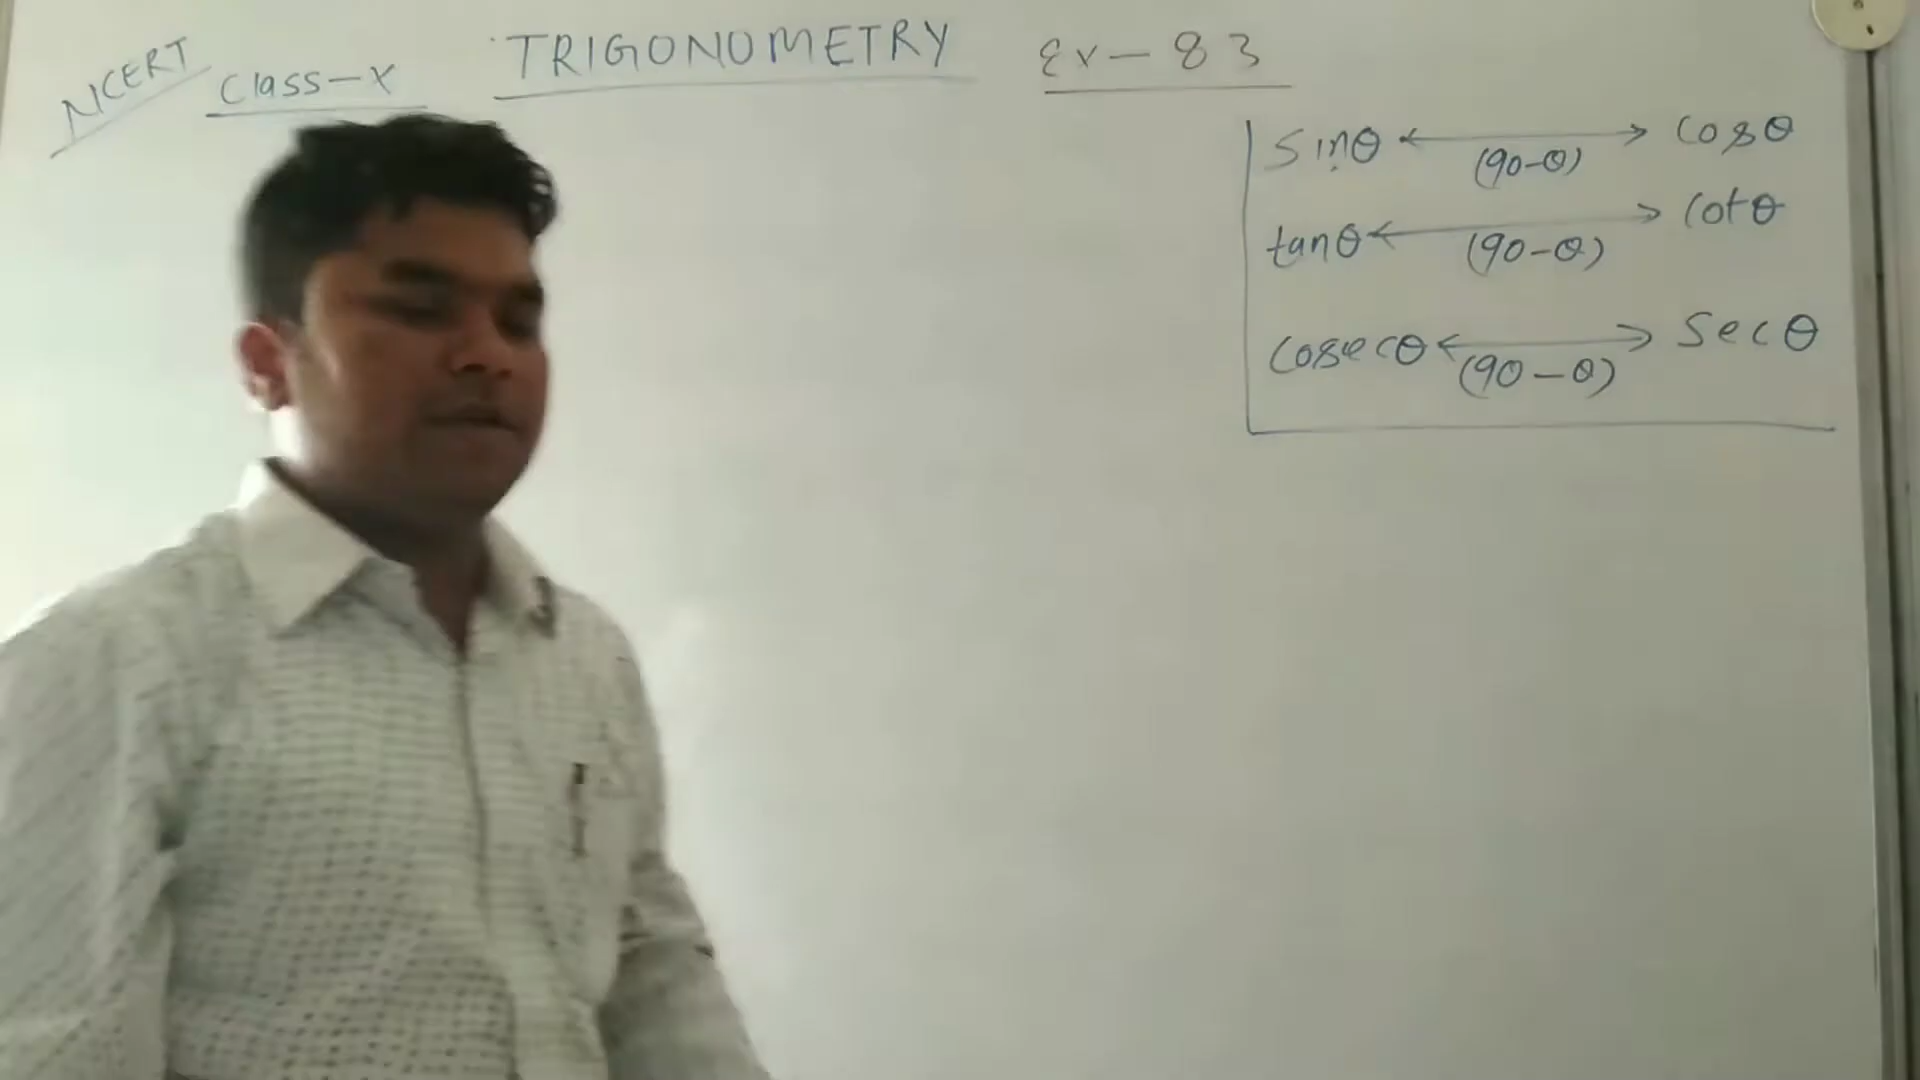 NCERT Class-X TRIGONOMETRY Ex-8 3
Sinθ ⟷ Cosθ
(90-θ)
tanθ ⟷ Cotθ
(90-θ)
Cosecθ ⟷ Secθ
(90-θ)